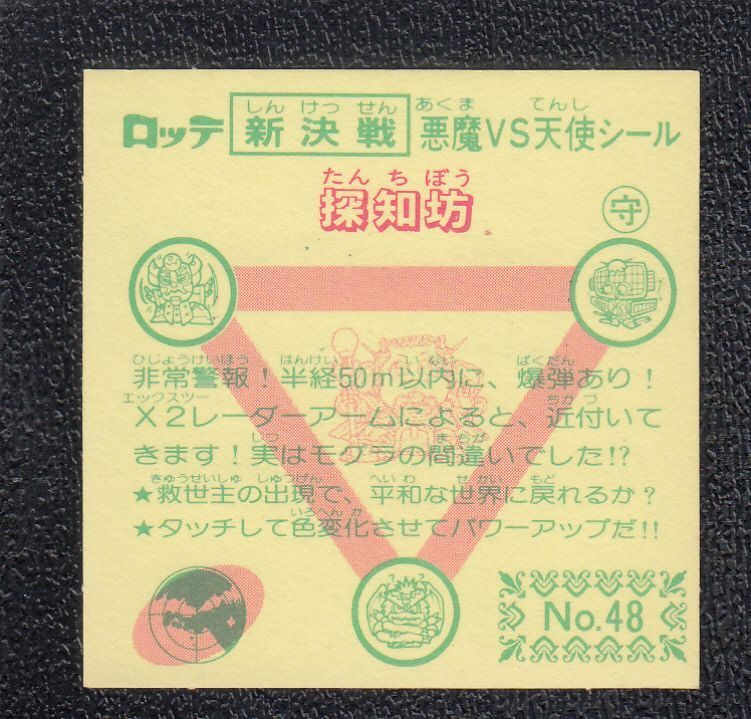 しん けつ せん あくま てんし
ロッテ 新決戦 悪魔VS天使シール
たん ち ぼう
探知坊 守
ひじょうけいほう はんけい いない ばくだん
非常警報!半経50m以内に、爆弾あり!
エックスツー ちかづ
X2レーダーアームによると、近付いて
じつ まちが
きます!実はモグラの間違いでした!?
きゅうせいしゅ しゅつげん へいわ せかい もど
★救世主の出現で、平和な世界に戻れるか?
いろへんか
★タッチして色変化させてパワーアップだ!!
No.48